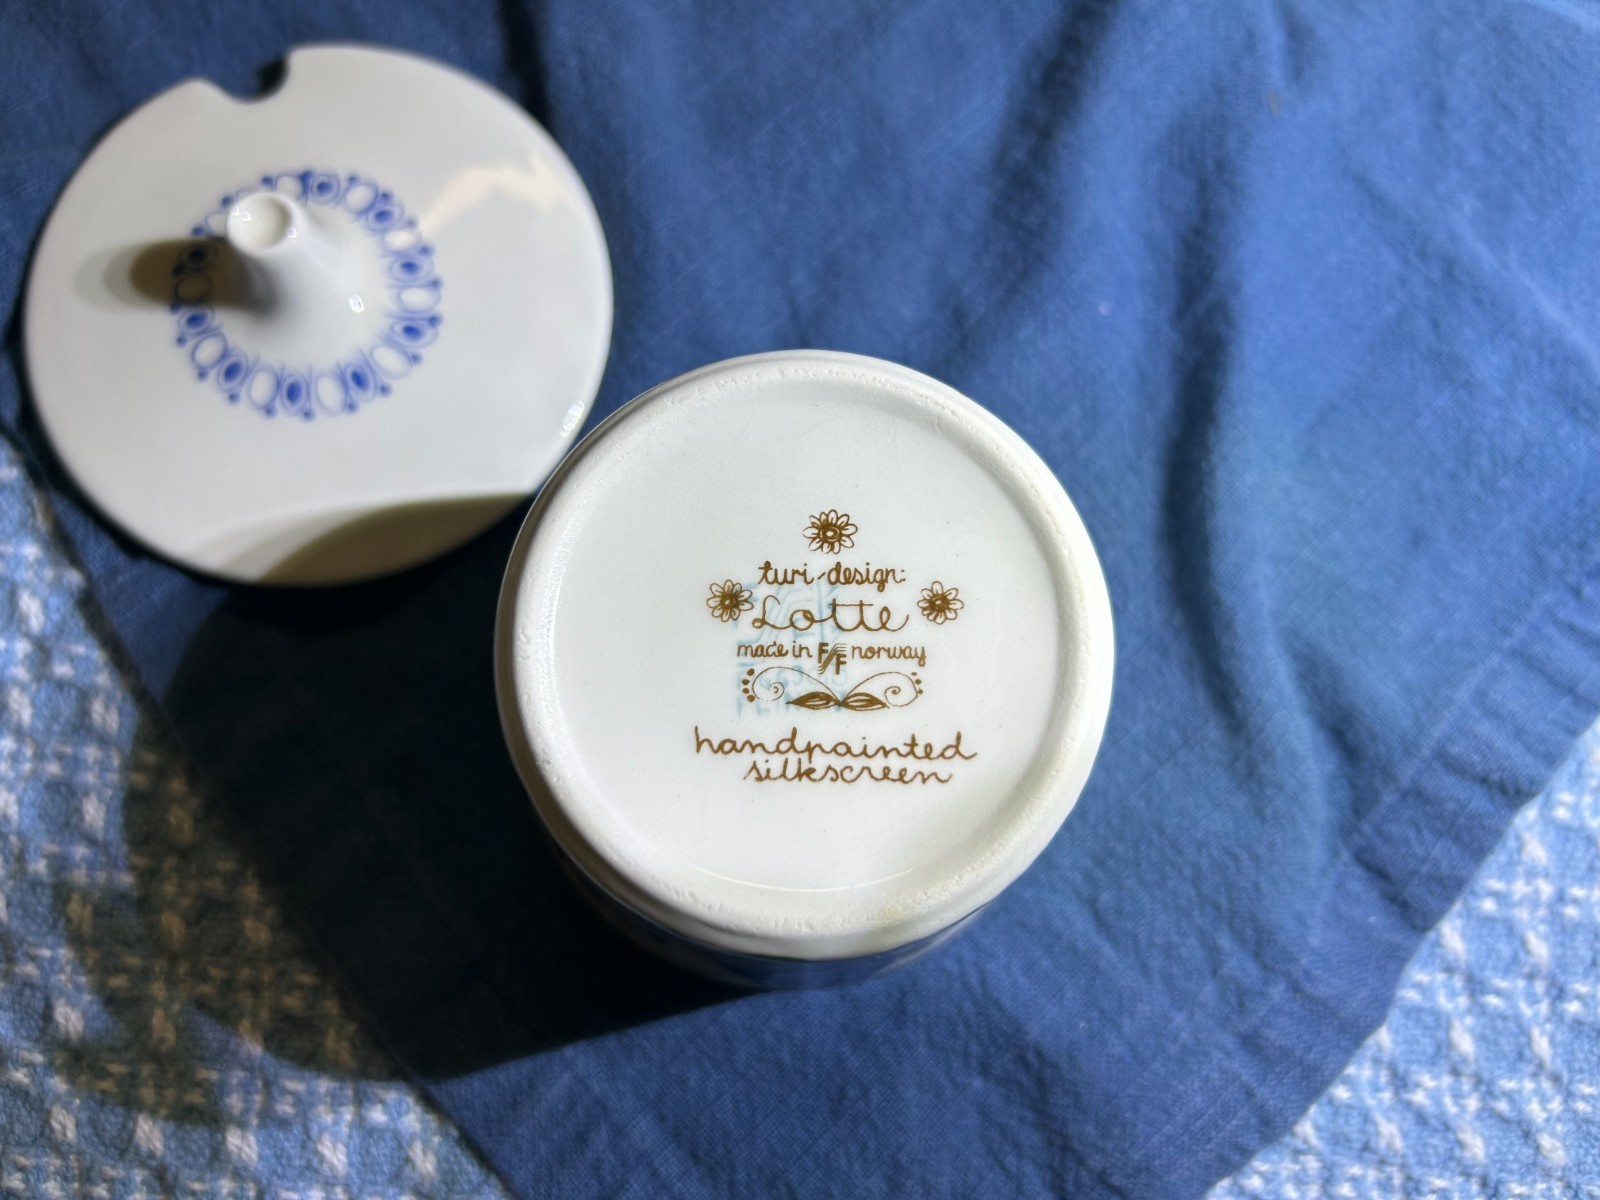 turi-design:
Lotte
made in F/F norway
handpainted
silkscreen